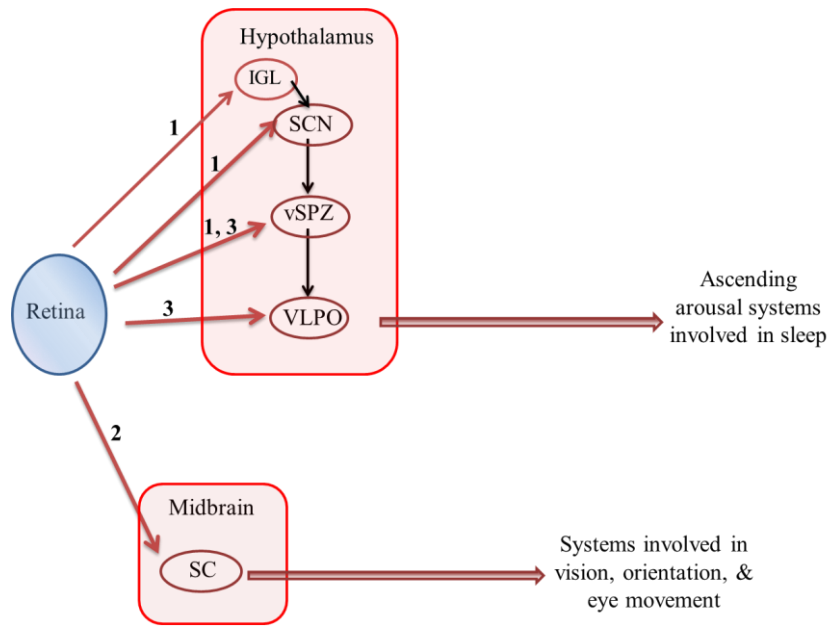 Hypothalamus
IGL
1
SCN
1
vSPZ
1, 3
Retina
3
VLPO
Ascending
arousal systems
involved in sleep
2
Midbrain
SC
Systems involved in
vision, orientation, &
eye movement